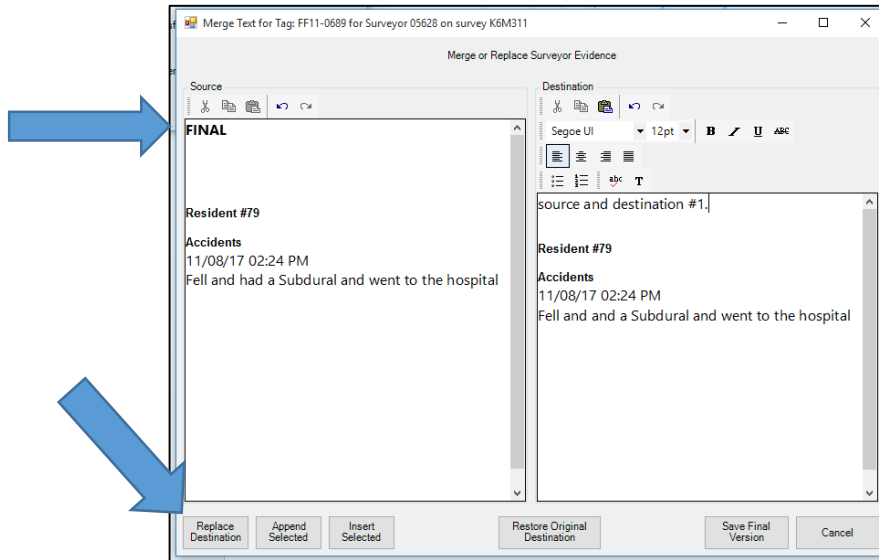 Merge Text for Tag: FF11-0689 for Surveyor 05628 on survey K6M311
Merge or Replace Surveyor Evidence
Source
FINAL
Resident #79
Accidents
11/08/17 02:24 PM
Fell and had a Subdural and went to the hospital
Destination
Segoe UI 12pt B I U ABC
abc T
source and destination #1.
Resident #79
Accidents
11/08/17 02:24 PM
Fell and and a Subdural and went to the hospital
Replace
Destination
Append
Selected
Insert
Selected
Restore Original
Destination
Save Final
Version
Cancel